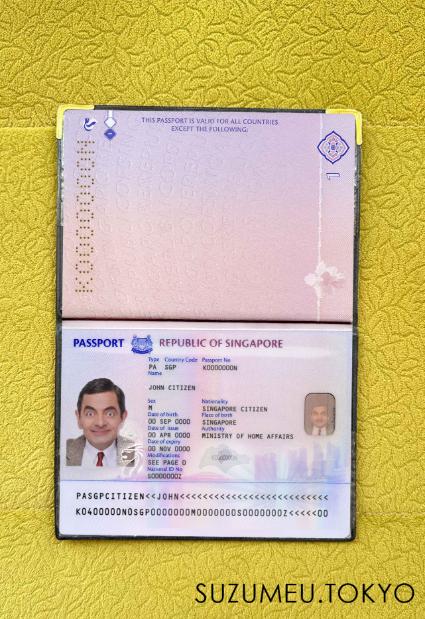 THIS PASSPORT IS VALID FOR ALL COUNTRIES
EXCEPT THE FOLLOWING:
1
PASSPORT REPUBLIC OF SINGAPORE
Type Country Code Passport No
PA SGP K0000000N
Name
JOHN CITIZEN
Sex Nationality
M SINGAPORE CITIZEN
Date of birth Place of birth
00 SEP 0000 SINGAPORE
Date of issue Authority
00 APR 0000 MINISTRY OF HOME AFFAIRS
Date of expiry
00 NOV 0000
Modifications
SEE PAGE 0
National ID No
S0000000Z
PASGPCITIZEN<<JOHN<<<<<<<<<<<<<<<<<<<<<<<<<<
SUZUMEU.TOKYO